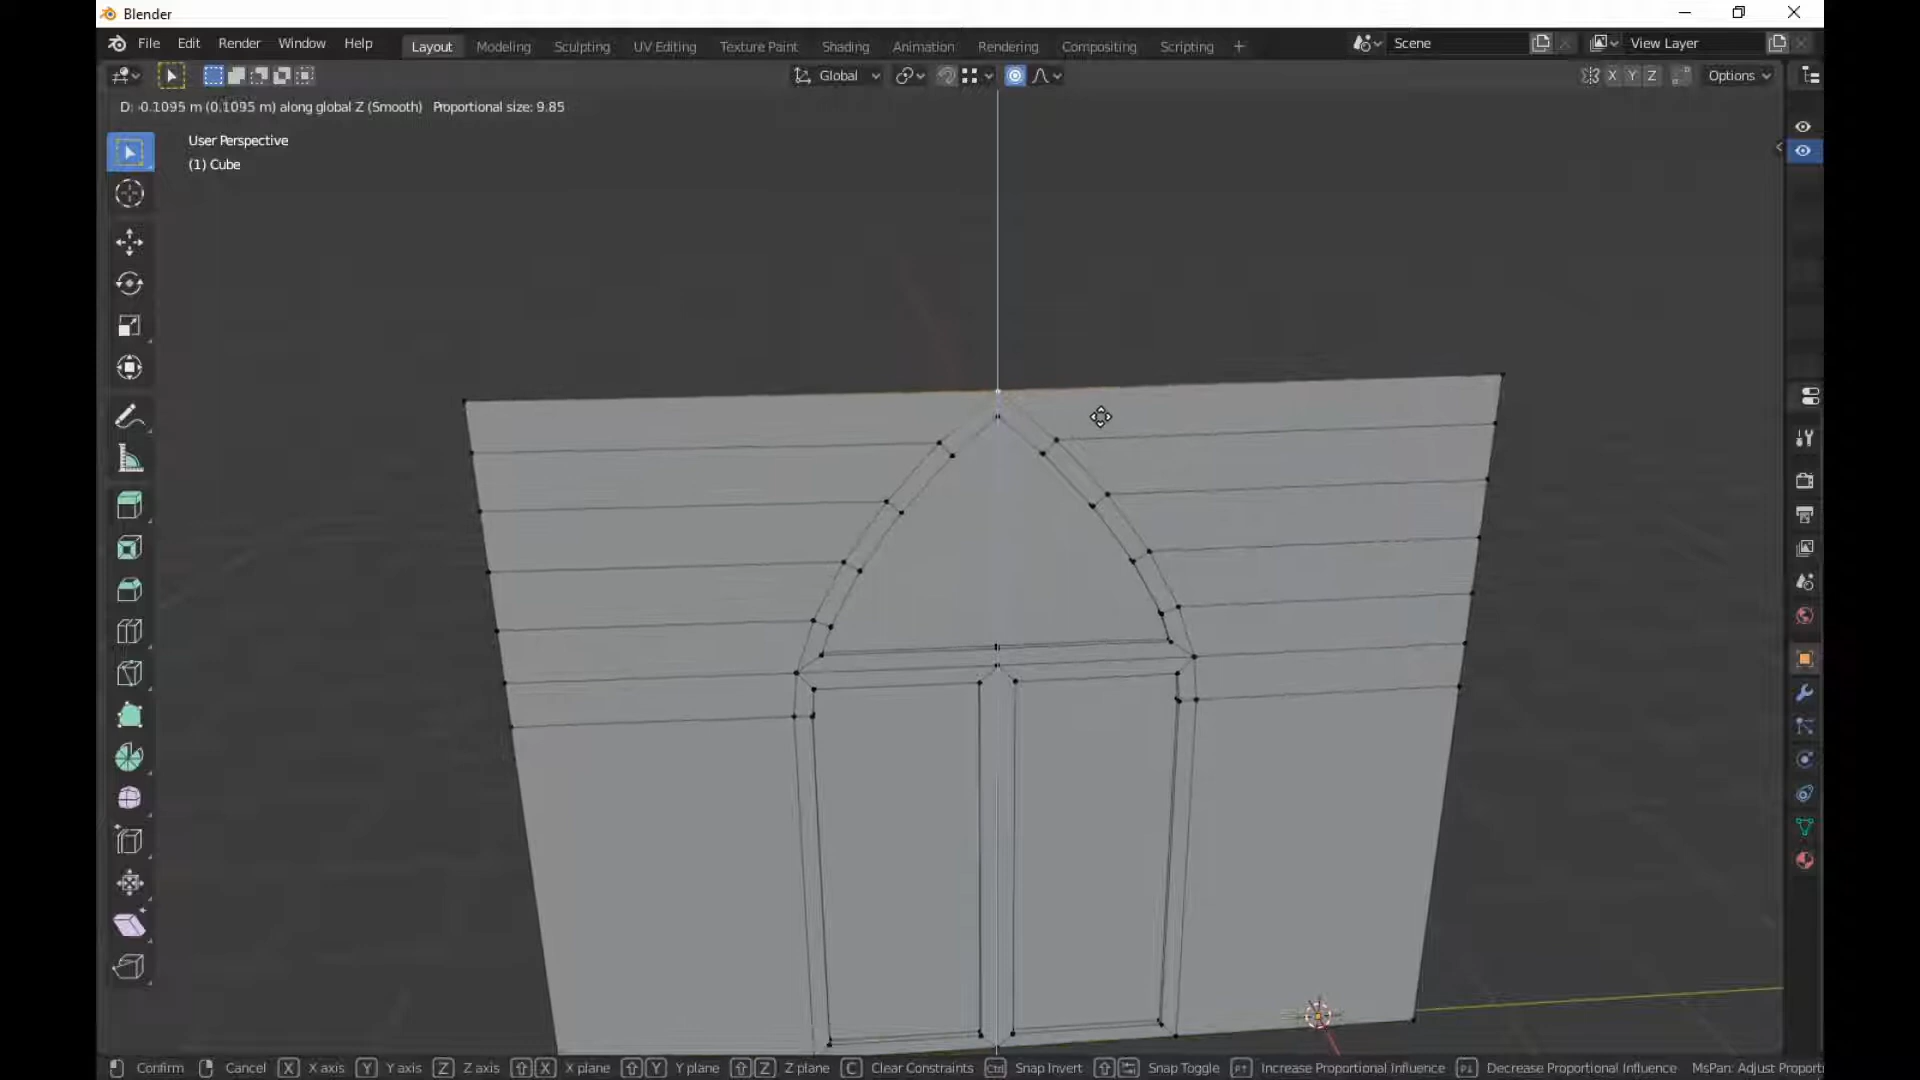 Blender
File Edit Render Window Help Layout Modeling Sculpting UV Editing Texture Paint Shading Animation Rendering Compositing Scripting + Scene View Layer
Global X Y Z Options
D: -0.1095 m (0.1095 m) along global Z (Smooth) Proportional size: 9.85
User Perspective
(1) Cube
Confirm Cancel X X axis Y Y axis Z Z axis X X plane Y Y plane Z Z plane C Clear Constraints Ctrl Snap Invert Snap Toggle Increase Proportional Influence Decrease Proportional Influence MsPan: Adjust Proporti